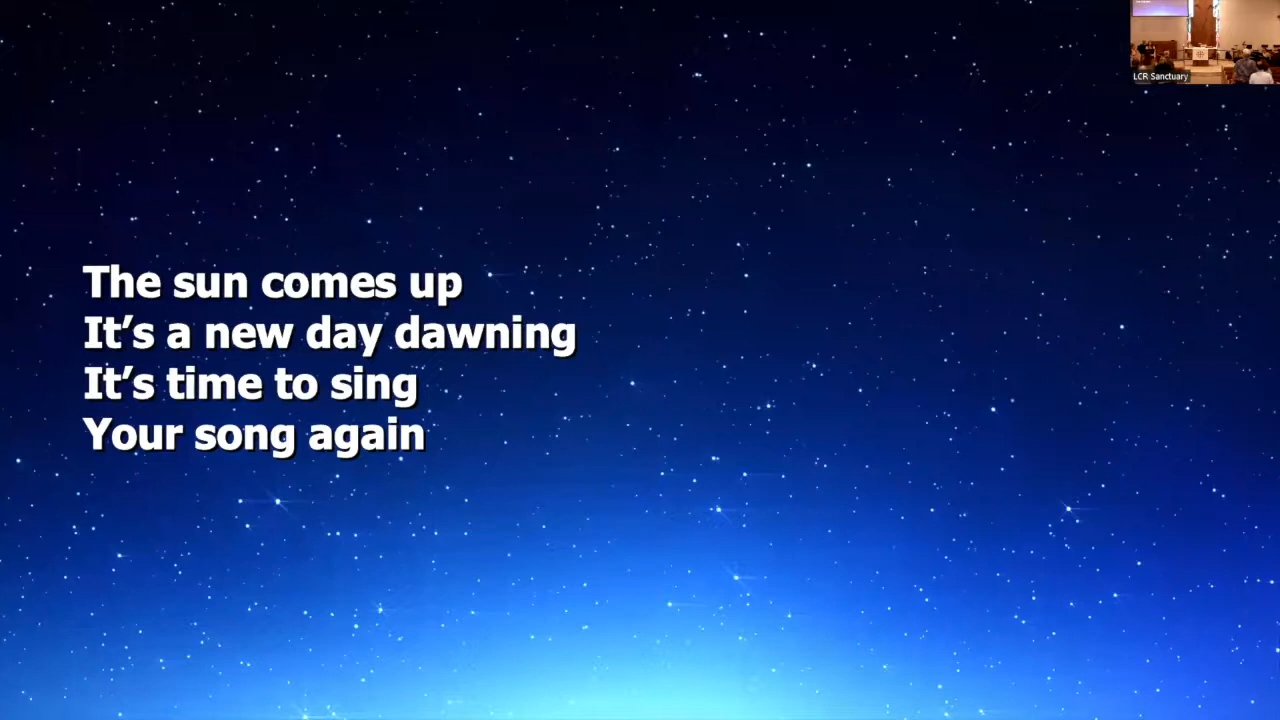 The sun comes up
It’s a new day dawning
It’s time to sing
Your song again
LCR Sanctuary